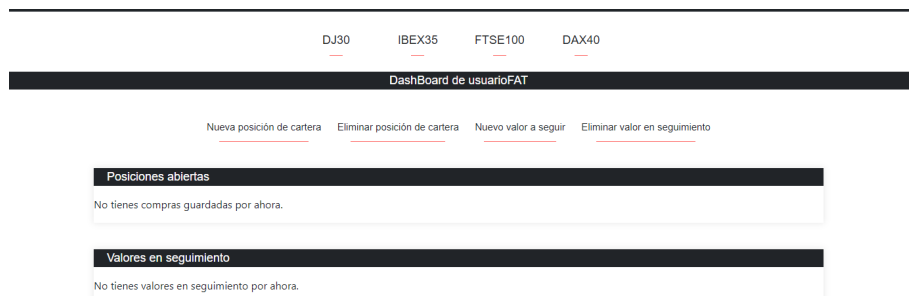 DJ30 IBEX35 FTSE100 DAX40
DashBoard de usuarioFAT
Nueva posición de cartera Eliminar posición de cartera Nuevo valor a seguir Eliminar valor en seguimiento
Posiciones abiertas
No tienes compras guardadas por ahora.
Valores en seguimiento
No tienes valores en seguimiento por ahora.